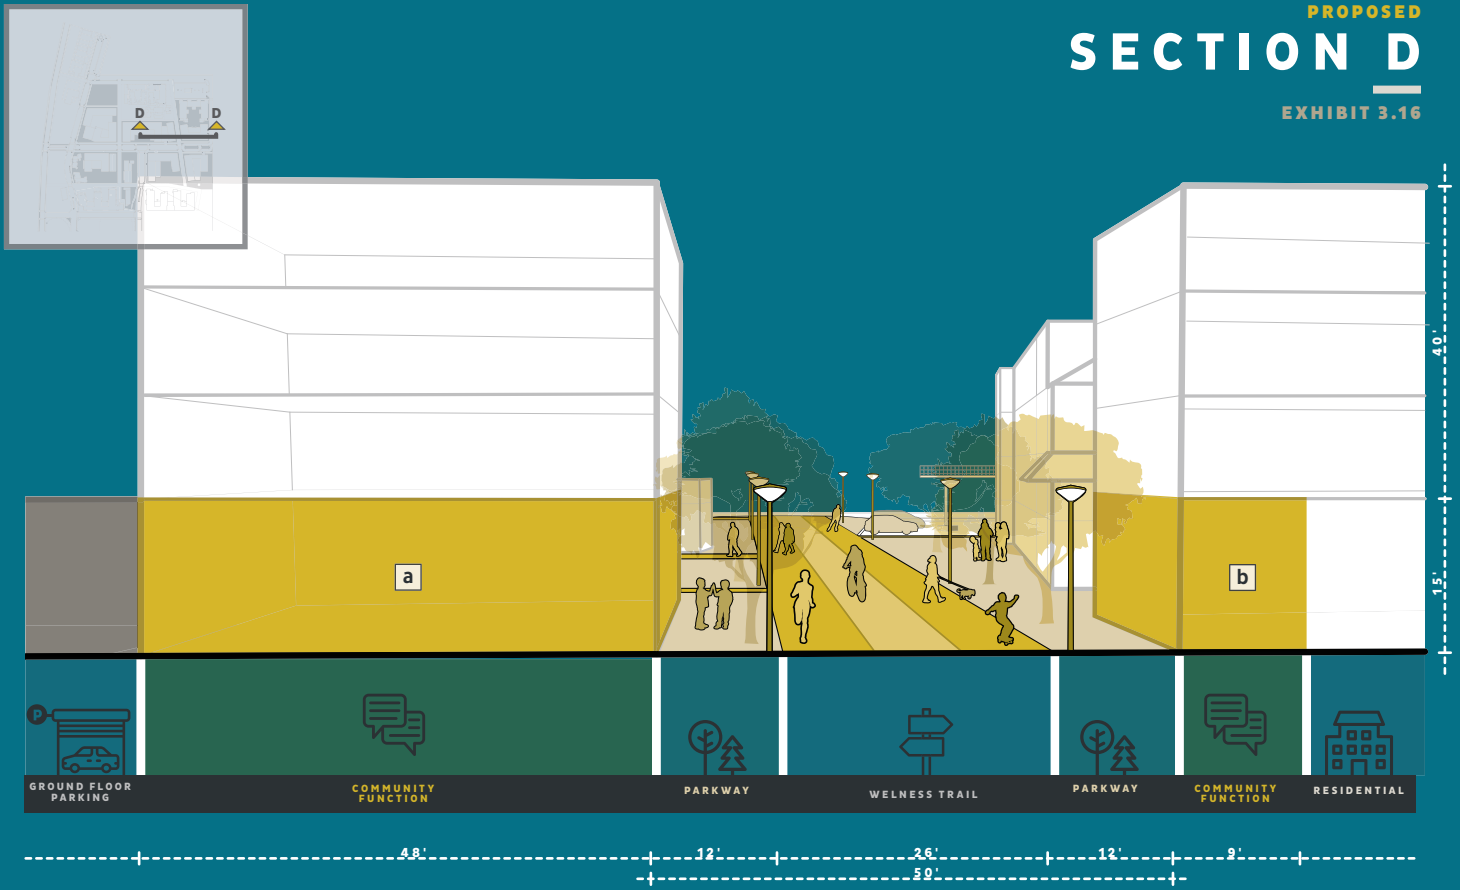 PROPOSED
SECTION D
EXHIBIT 3.16
D D
40'
15'
a
b
P
GROUND FLOOR
PARKING
COMMUNITY
FUNCTION
PARKWAY
WELNESS TRAIL
PARKWAY
COMMUNITY
FUNCTION
RESIDENTIAL
48' 12' 26' 12' 9'
50'